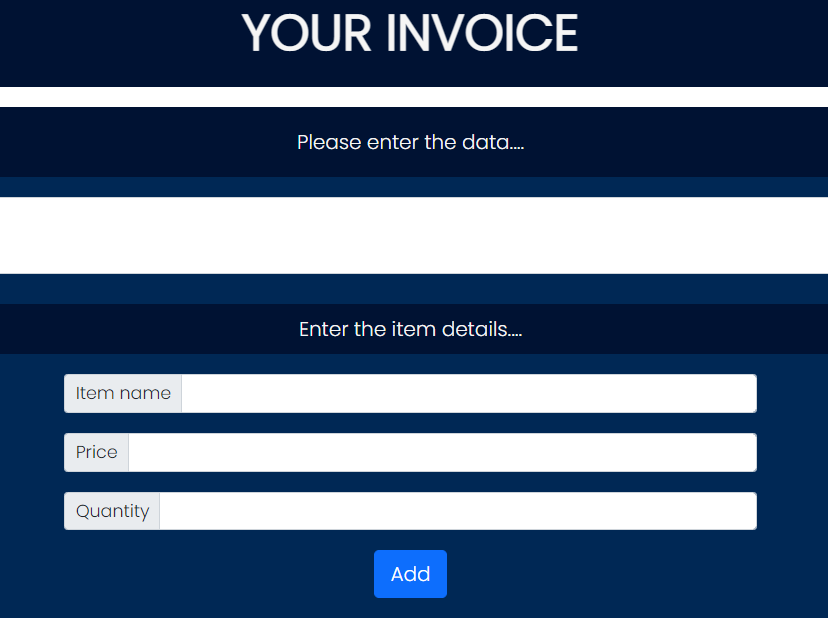 YOUR INVOICE
Please enter the data....
Enter the item details....
Item name
Price
Quantity
Add